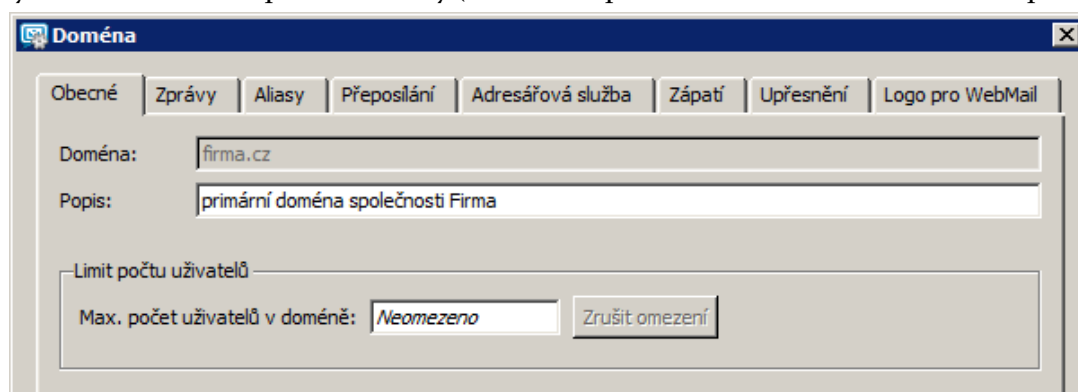 Doména
Obecné Zprávy Aliasy Přeposílání Adresářová služba Zápatí Upřesnění Logo pro WebMail
Doména: firma.cz
Popis: primární doména společnosti Firma
Limit počtu uživatelů
Max. počet uživatelů v doméně: Neomezeno Zrušit omezení